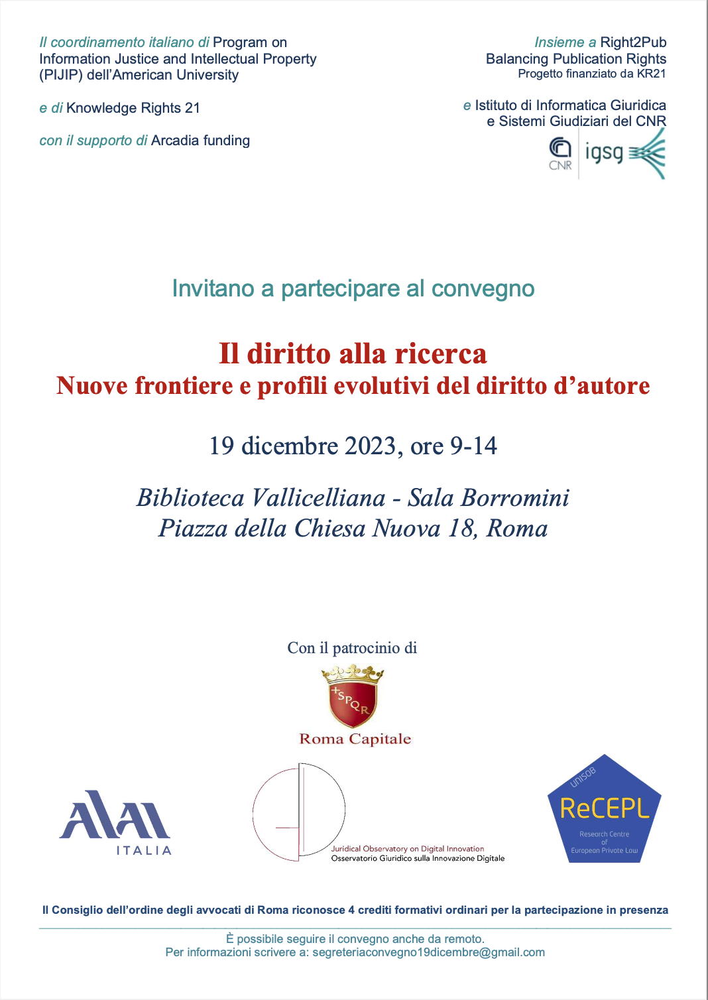 Il coordinamento italiano di Program on
Information Justice and Intellectual Property
(PIJIP) dell’American University
e di Knowledge Rights 21
con il supporto di Arcadia funding
Insieme a Right2Pub
Balancing Publication Rights
Progetto finanziato da KR21
e Istituto di Informatica Giuridica
e Sistemi Giudiziari del CNR
CNR
igsg
Invitano a partecipare al convegno
Il diritto alla ricerca
Nuove frontiere e profili evolutivi del diritto d’autore
19 dicembre 2023, ore 9-14
Biblioteca Vallicelliana - Sala Borromini
Piazza della Chiesa Nuova 18, Roma
Con il patrocinio di
SPQR
Roma Capitale
ALAI
ITALIA
Juridical Observatory on Digital Innovation
Osservatorio Giuridico sulla Innovazione Digitale
UNISOB
ReCEPL
Research Centre
of
European Private Law
Il Consiglio dell’ordine degli avvocati di Roma riconosce 4 crediti formativi ordinari per la partecipazione in presenza
È possibile seguire il convegno anche da remoto.
Per informazioni scrivere a: segreteriaconvegno19dicembre@gmail.com